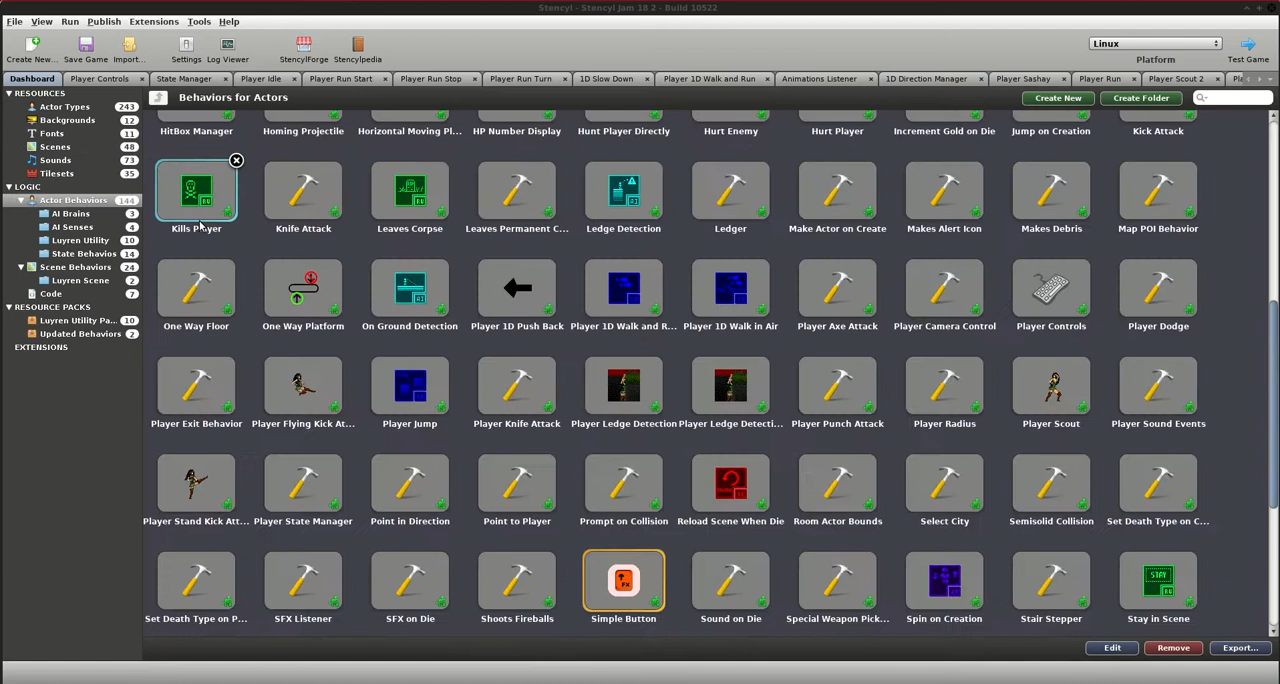 Stencyl - Stencyl Jam 18 2 - Build 10522
File View Run Publish Extensions Tools Help
Create New... Save Game Import... Settings Log Viewer StencylForge Stencylpedia
Linux
Platform
Test Game
Dashboard Player Controls State Manager Player Idle Player Run Start Player Run Stop Player Run Turn 1D Slow Down Player 1D Walk and Run Animations Listener 1D Direction Manager Player Sashay Player Run Player Scout 2
RESOURCES
Actor Types 243
Backgrounds 12
Fonts 11
Scenes 48
Sounds 73
Tilesets 35
LOGIC
Actor Behaviors 144
AI Brains 3
AI Senses 4
Luyren Utility 10
State Behavios 14
Scene Behaviors 24
Luyren Scene 2
Code 7
RESOURCE PACKS
Luyren Utility Pa... 10
Updated Behaviors 2
EXTENSIONS
Behaviors for Actors
Create New Create Folder
HitBox Manager Homing Projectile Horizontal Moving Pl... HP Number Display Hunt Player Directly Hurt Enemy Hurt Player Increment Gold on Die Jump on Creation Kick Attack
Kills Player Knife Attack Leaves Corpse Leaves Permanent C... Ledge Detection Ledger Make Actor on Create Makes Alert Icon Makes Debris Map POI Behavior
One Way Floor One Way Platform On Ground Detection Player 1D Push Back Player 1D Walk and R... Player 1D Walk in Air Player Axe Attack Player Camera Control Player Controls Player Dodge
Player Exit Behavior Player Flying Kick At... Player Jump Player Knife Attack Player Ledge Detection Player Ledge Detecti... Player Punch Attack Player Radius Player Scout Player Sound Events
Player Stand Kick Att... Player State Manager Point in Direction Point to Player Prompt on Collision Reload Scene When Die Room Actor Bounds Select City Semisolid Collision Set Death Type on C...
STAY
Set Death Type on P... SFX Listener SFX on Die Shoots Fireballs Simple Button Sound on Die Special Weapon Pick... Spin on Creation Stair Stepper Stay in Scene
Edit Remove Export...